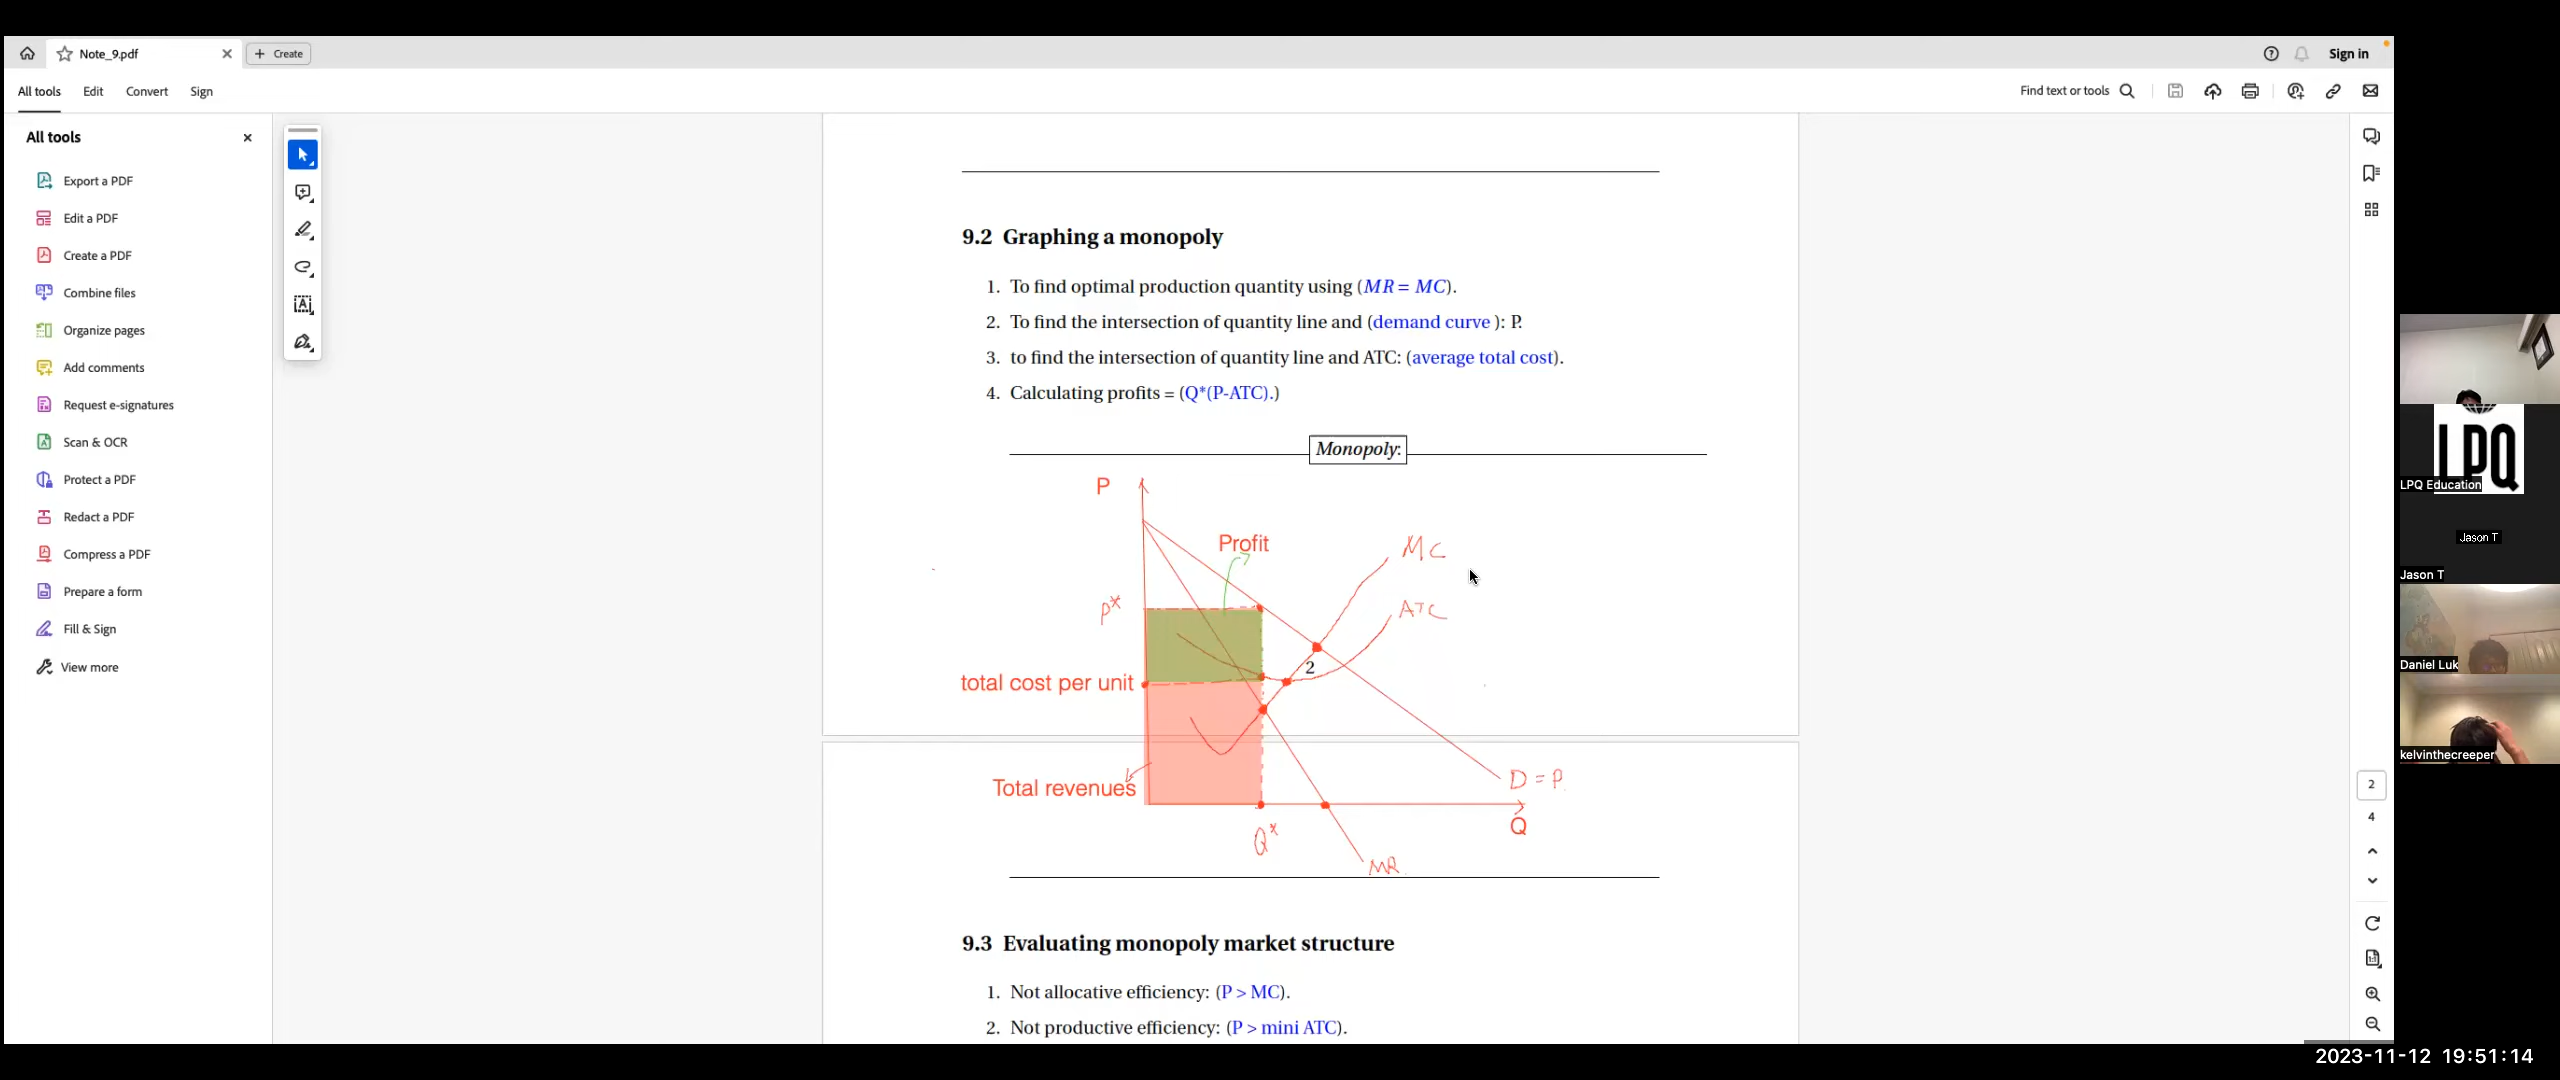 Note_9.pdf
Create
Sign in
All tools
Edit
Convert
Sign
Find text or tools
All tools
Export a PDF
Edit a PDF
Create a PDF
Combine files
Organize pages
Add comments
Request e-signatures
Scan & OCR
Protect a PDF
Redact a PDF
Compress a PDF
Prepare a form
Fill & Sign
View more
9.2 Graphing a monopoly
1. To find optimal production quantity using (MR = MC).
2. To find the intersection of quantity line and (demand curve ): P.
3. to find the intersection of quantity line and ATC: (average total cost).
4. Calculating profits = (Q*(P-ATC).)
Monopoly:
P
Profit
MC
P*
ATC
2
total cost per unit
Total revenues
D = P.
Q
Q*
MR
9.3 Evaluating monopoly market structure
1. Not allocative efficiency: (P > MC).
2. Not productive efficiency: (P > mini ATC).
2
4
LPQ
LPQ Education
Jason T
Jason T
Daniel Luk
kelvinthecreeper
2023-11-12 19:51:14